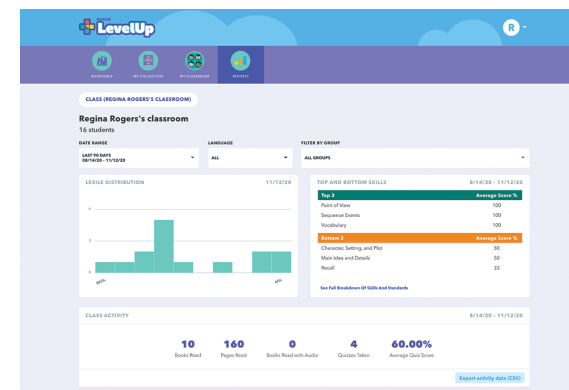 ROSEN
LevelUp
R
BOOKSHELF
MY COLLECTION
MY CLASSROOM
REPORTS
CLASS (REGINA ROGERS'S CLASSROOM)
Regina Rogers's classroom
16 students
DATE RANGE
LANGUAGE
FILTER BY GROUP
LAST 90 DAYS
08/14/20 - 11/12/20
ALL
ALL GROUPS
LEXILE DISTRIBUTION 11/12/20
6
3
0
TOP AND BOTTOM SKILLS 8/14/20 - 11/12/20
Top 3 Average Score %
Point of View 100
Sequence Events 100
Vocabulary 100
Bottom 3 Average Score %
Character, Setting, and Plot 50
Main Idea and Details 50
Recall 33
See Full Breakdown Of Skills And Standards
CLASS ACTIVITY 8/14/20 - 11/12/20
10 160 0 4 60.00%
Books Read Pages Read Books Read with Audio Quizzes Taken Average Quiz Score
Export activity data (CSV)